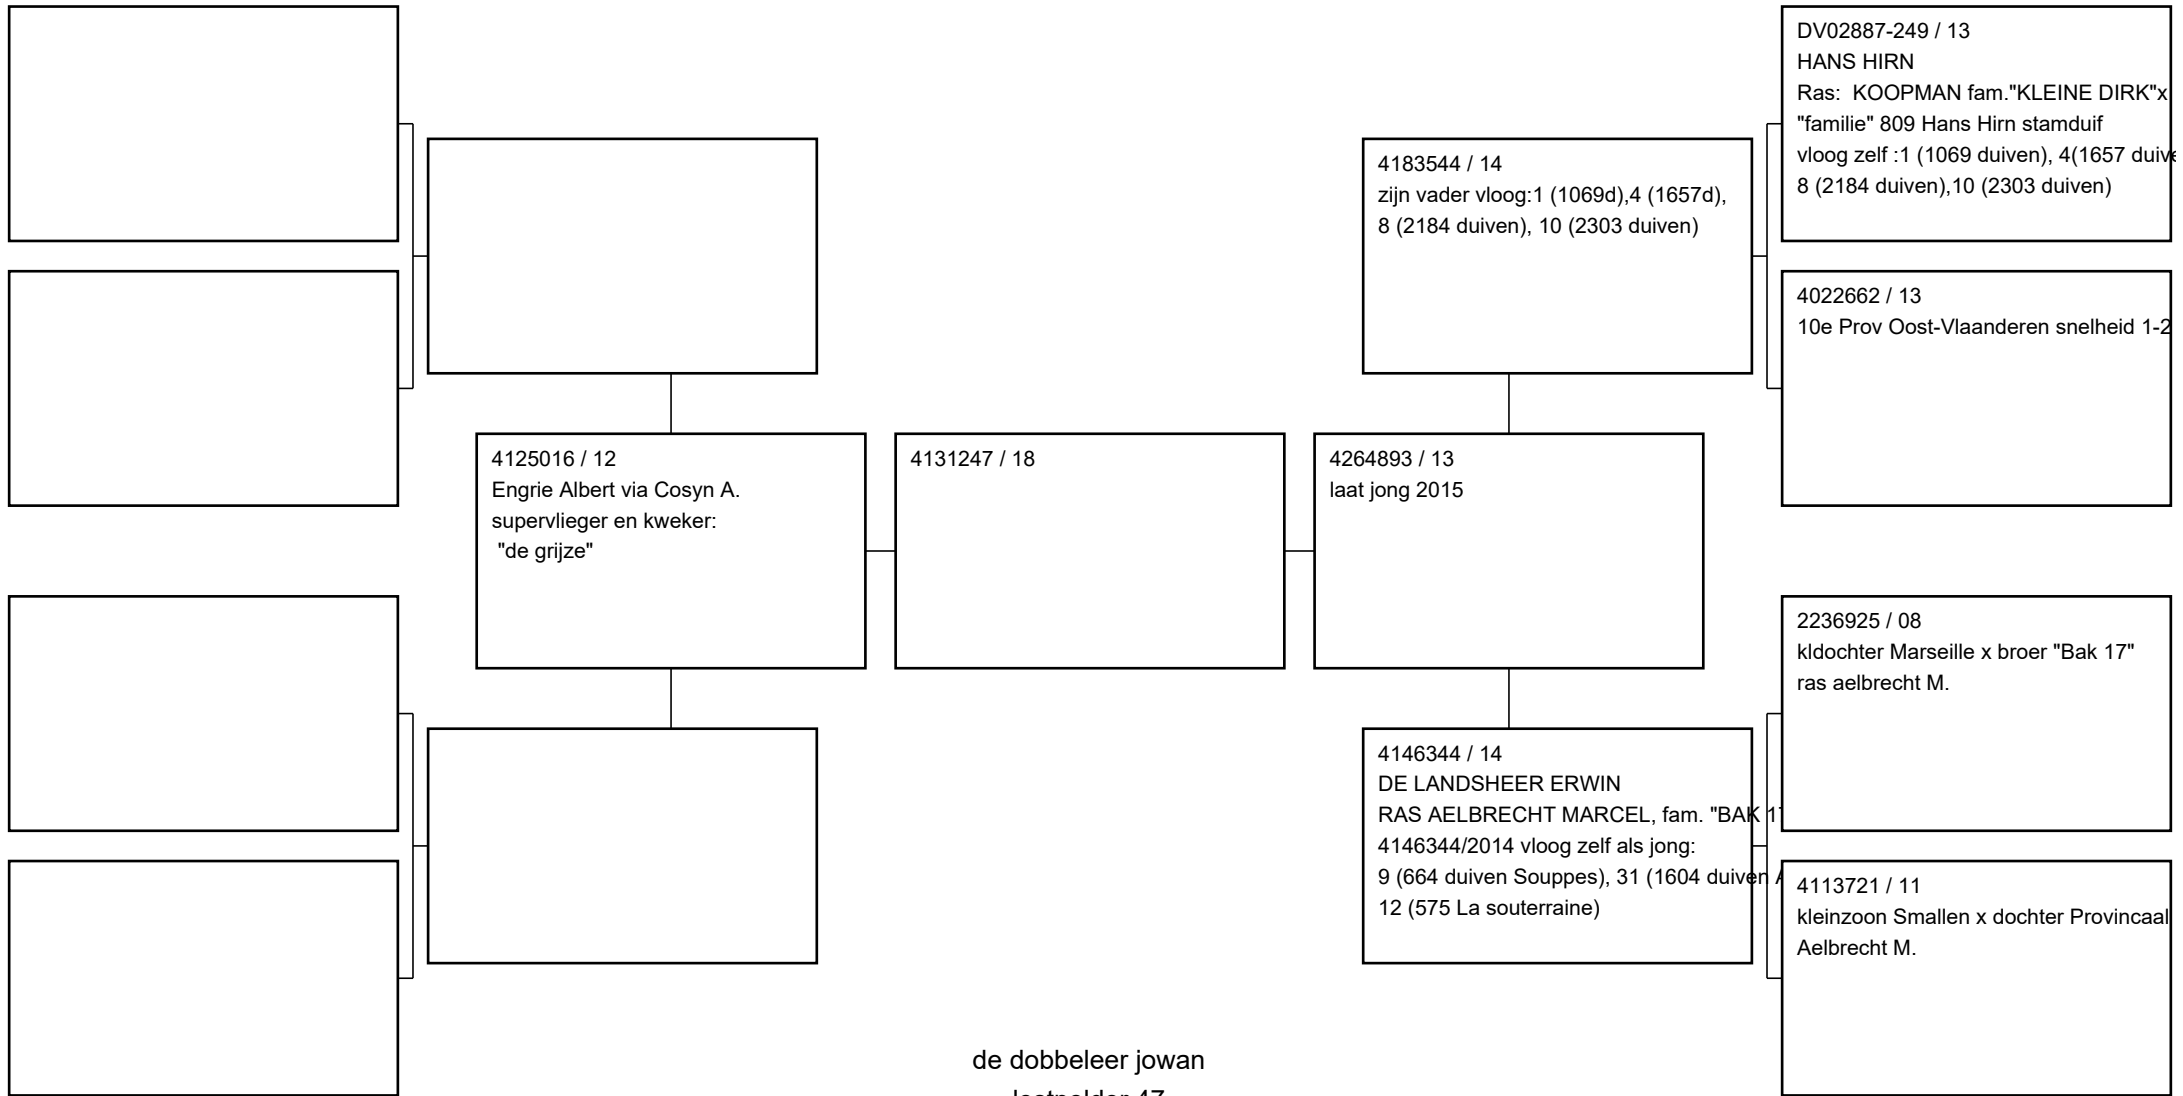 4125016 / 12
Engrie Albert via Cosyn A.
supervlieger en kweker:
"de grijze"
4131247 / 18
4264893 / 13
laat jong 2015
4183544 / 14
zijn vader vloog:1 (1069d),4 (1657d),
8 (2184 duiven), 10 (2303 duiven)
4146344 / 14
DE LANDSHEER ERWIN
RAS AELBRECHT MARCEL, fam. "BAK 17
4146344/2014 vloog zelf als jong:
9 (664 duiven Souppes), 31 (1604 duiven A
12 (575 La souterraine)
DV02887-249 / 13
HANS HIRN
Ras: KOOPMAN fam."KLEINE DIRK"x
"familie" 809 Hans Hirn stamduif
vloog zelf :1 (1069 duiven), 4(1657 duive
8 (2184 duiven),10 (2303 duiven)
4022662 / 13
10e Prov Oost-Vlaanderen snelheid 1-2
2236925 / 08
kldochter Marseille x broer "Bak 17"
ras aelbrecht M.
4113721 / 11
kleinzoon Smallen x dochter Provincaal
Aelbrecht M.
de dobbeleer jowan